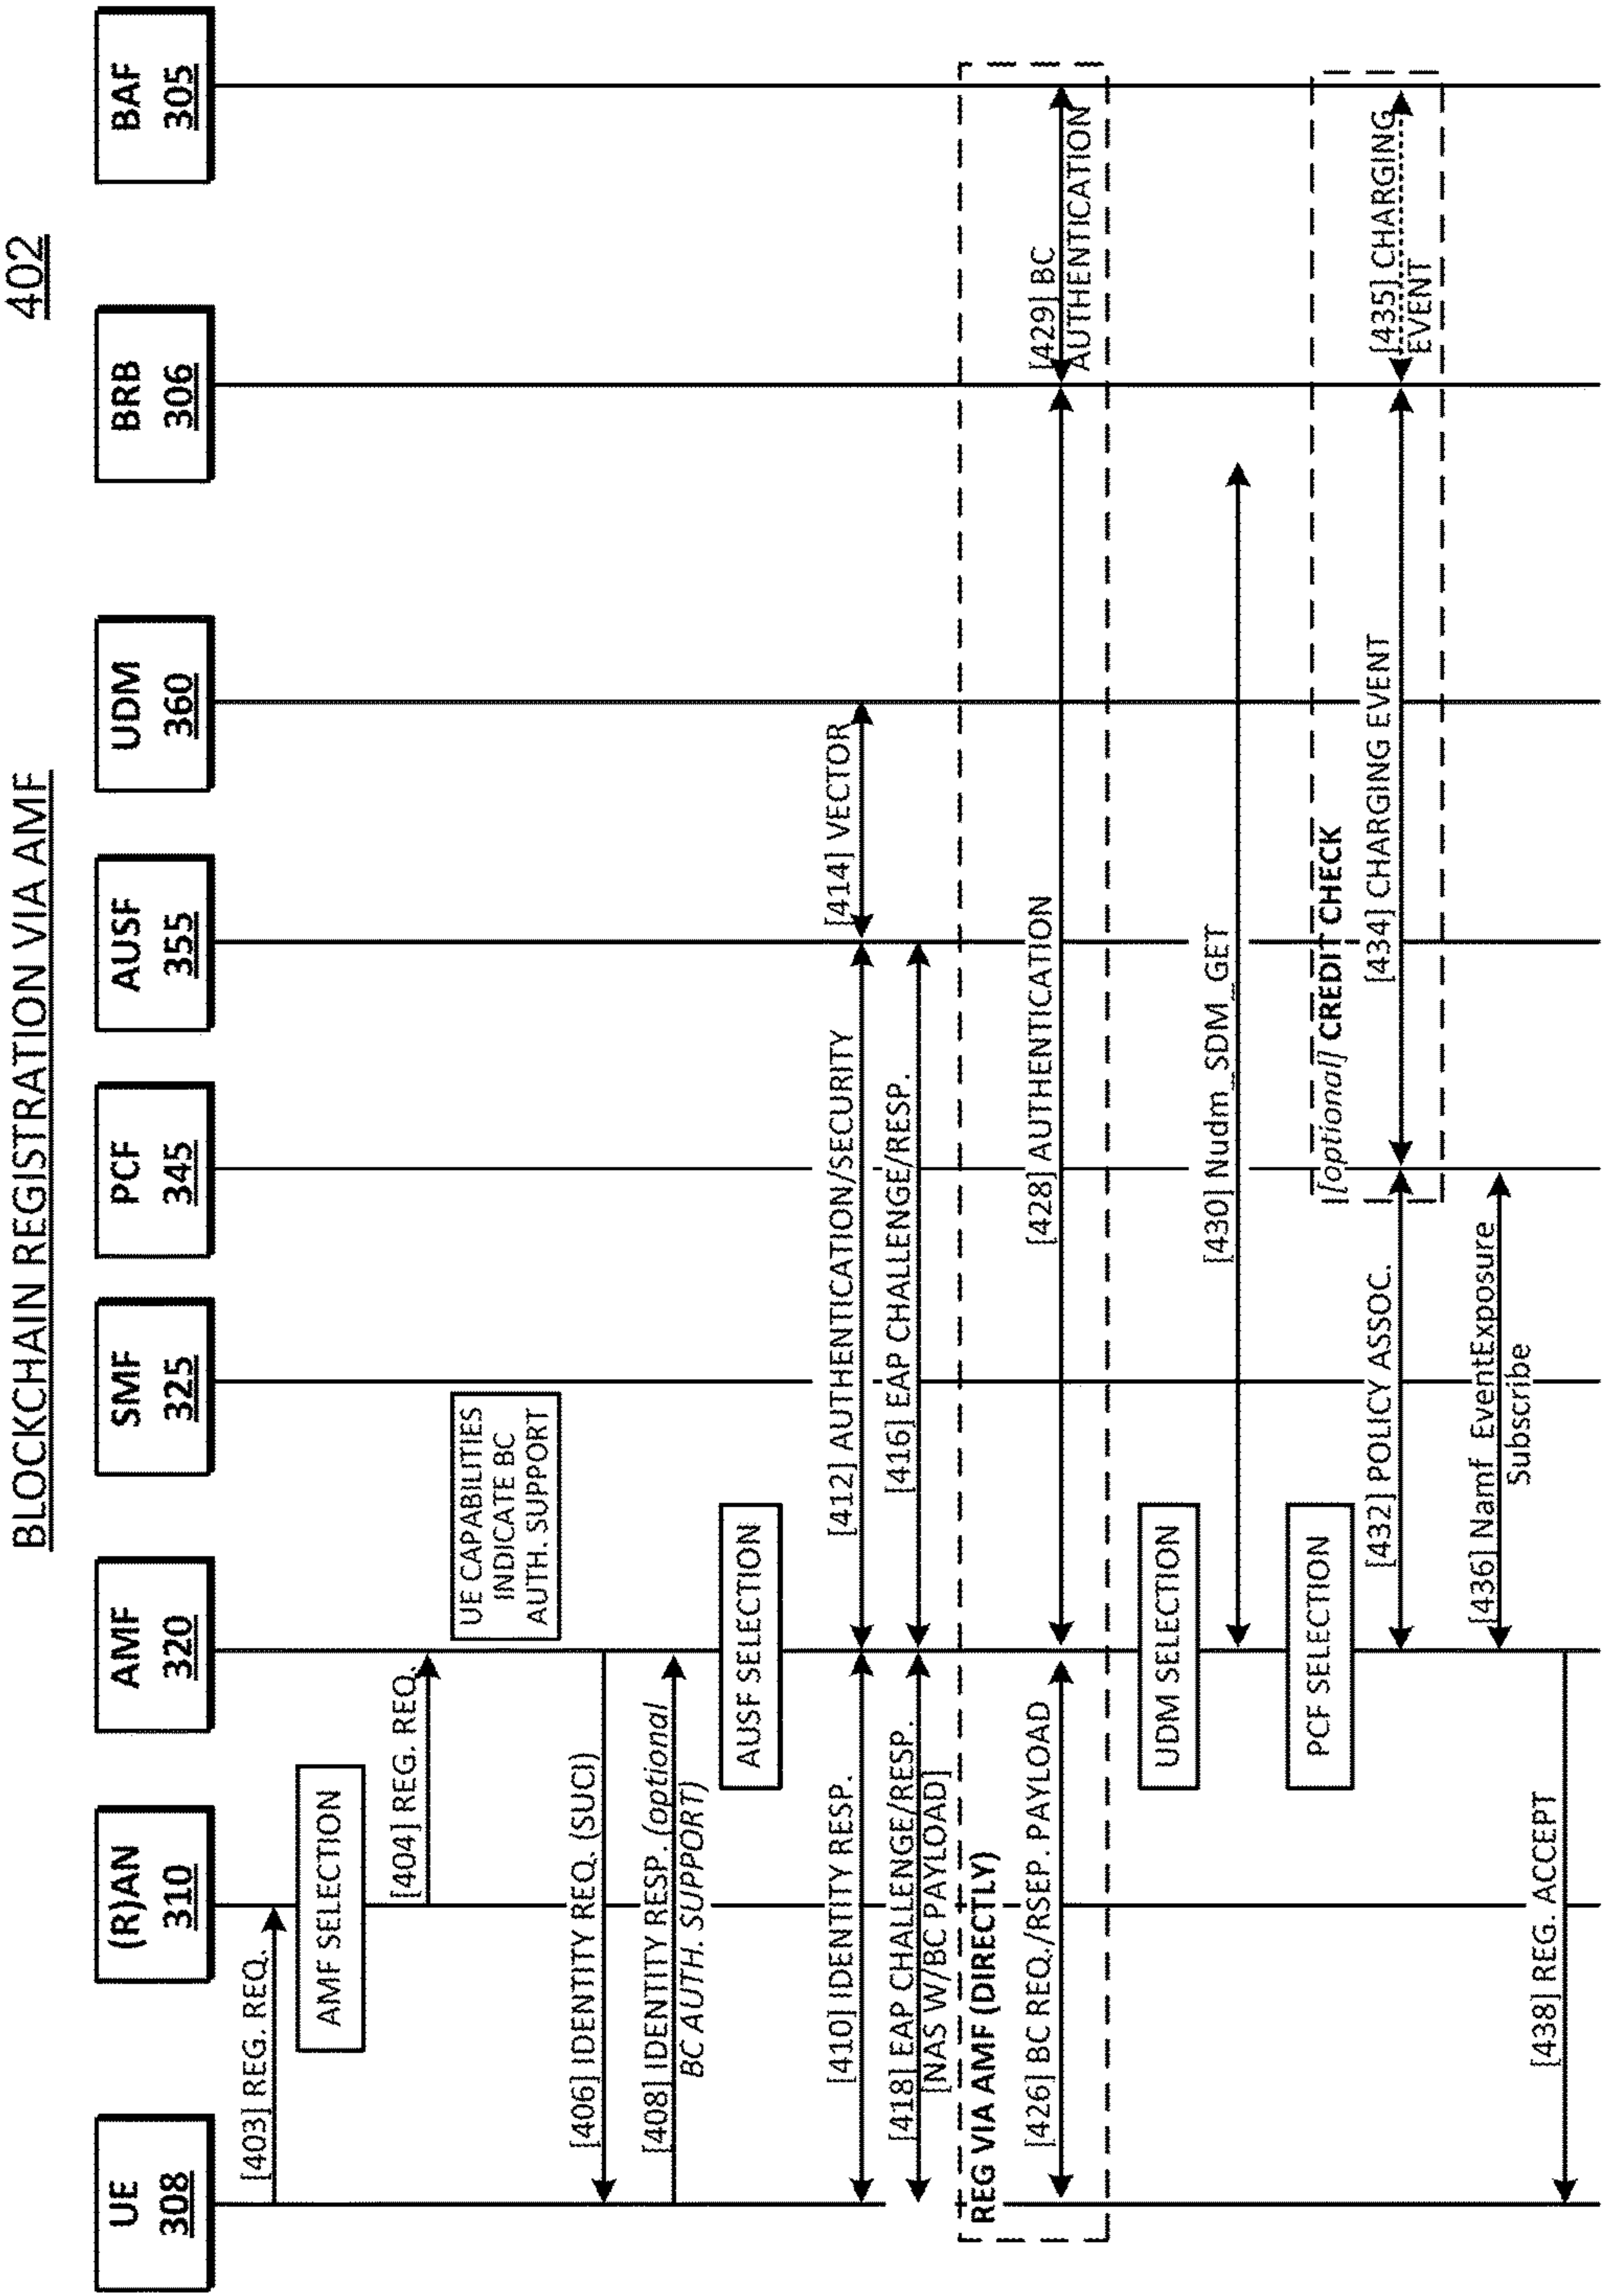 BLOCKCHAIN REGISTRATION VIA AMF
402
UE
308
(R)AN
310
AMF
320
SMF
325
PCF
345
AUSF
355
UDM
360
BRB
306
BAF
305
[403] REG. REQ.
AMF SELECTION
[404] REG. REQ.
UE CAPABILITIES
INDICATE BC
AUTH. SUPPORT
[406] IDENTITY REQ. (SUCI)
[408] IDENTITY RESP. (optional
BC AUTH. SUPPORT)
AUSF SELECTION
[410] IDENTITY RESP.
[412] AUTHENTICATION/SECURITY
[414] VECTOR
[418] EAP CHALLENGE/RESP.
[NAS W/BC PAYLOAD]
[416] EAP CHALLENGE/RESP.
REG VIA AMF (DIRECTLY)
[426] BC REQ./RSEP. PAYLOAD
[428] AUTHENTICATION
[429] BC
AUTHENTICATION
UDM SELECTION
[430] Nudm_SDM_GET
PCF SELECTION
[optional] CREDIT CHECK
[432] POLICY ASSOC.
[434] CHARGING EVENT
[435] CHARGING
EVENT
[436] Namf_EventExposure
Subscribe
[438] REG. ACCEPT